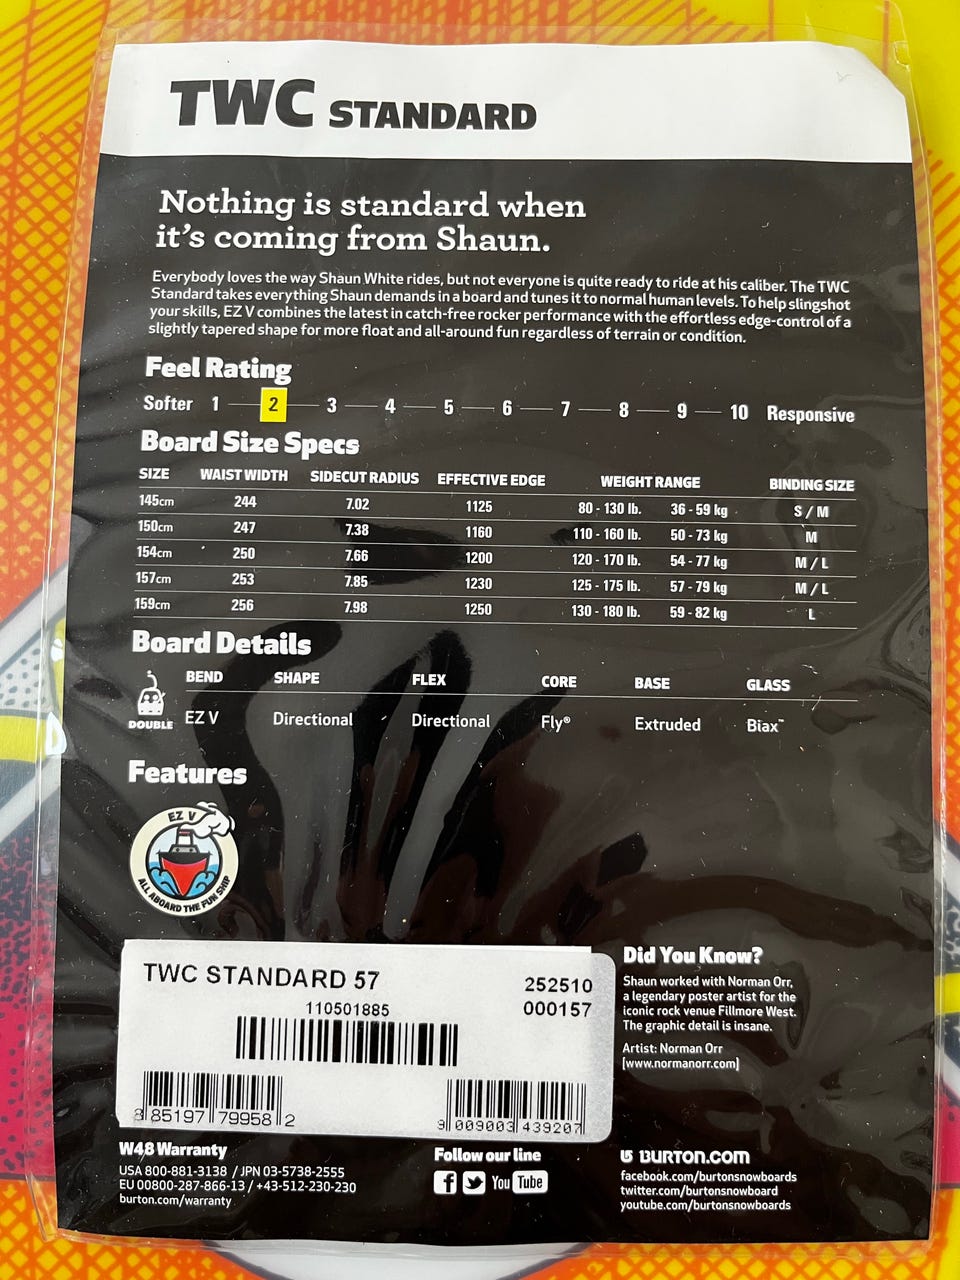 TWC STANDARD
Nothing is standard when
it's coming from Shaun.
Everybody loves the way Shaun White rides, but not everyone is quite ready to ride at his caliber. The TWC
Standard takes everything Shaun demands in a board and tunes it to normal human levels. To help slingshot
your skills, EZ V combines the latest in catch-free rocker performance with the effortless edge-control of a
slightly tapered shape for more float and all-around fun regardless of terrain or condition.
Feel Rating
Softer 1 2 3 4 5 6 7 8 9 10 Responsive
Board Size Specs
SIZE WAIST WIDTH SIDECUT RADIUS EFFECTIVE EDGE WEIGHT RANGE BINDING SIZE
145cm 244 7.02 1125 80 - 130 lb. 36 - 59 kg S / M
150cm 247 7.38 1160 110 - 160 lb. 50 - 73 kg M
154cm 250 7.66 1200 120 - 170 lb. 54 - 77 kg M / L
157cm 253 7.85 1230 125 - 175 lb. 57 - 79 kg M / L
159cm 256 7.98 1250 130 - 180 lb. 59 - 82 kg L
Board Details
BEND SHAPE FLEX CORE BASE GLASS
DOUBLE EZ V Directional Directional Fly® Extruded Biax™
Features
EZ V
ALL ABOARD THE FUN SHIP
TWC STANDARD 57 252510
110501885 000157
8 85197 79958 2
9 009003 439207
Did You Know?
Shaun worked with Norman Orr,
a legendary poster artist for the
iconic rock venue Fillmore West.
The graphic detail is insane.
Artist: Norman Orr
[www.normanorr.com]
W48 Warranty
USA 800-881-3138 / JPN 03-5738-2555
EU 00800-287-866-13 / +43-512-230-230
burton.com/warranty
Follow our line
f You Tube
BURTON.COM
facebook.com/burtonsnowboards
twitter.com/burtonsnowboard
youtube.com/burtonsnowboards